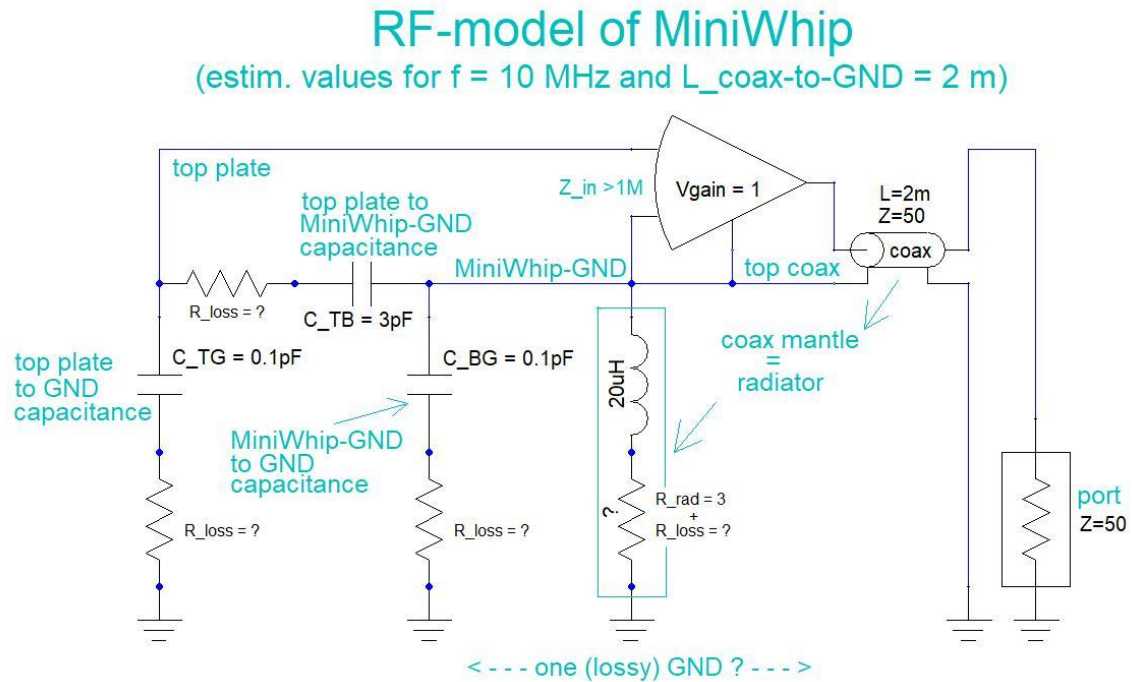 RF-model of MiniWhip
(estim. values for f = 10 MHz and L_coax-to-GND = 2 m)
top plate
Z_in >1M
Vgain = 1
L=2m
Z=50
coax
top plate to
MiniWhip-GND
capacitance
MiniWhip-GND
top coax
R_loss = ?
C_TB = 3pF
C_TG = 0.1pF
C_BG = 0.1pF
top plate
to GND
capacitance
20uH
coax mantle
=
radiator
MiniWhip-GND
to GND
capacitance
R_loss = ?
R_loss = ?
?
R_rad = 3
+
R_loss = ?
port
Z=50
< - - - one (lossy) GND ? - - - >